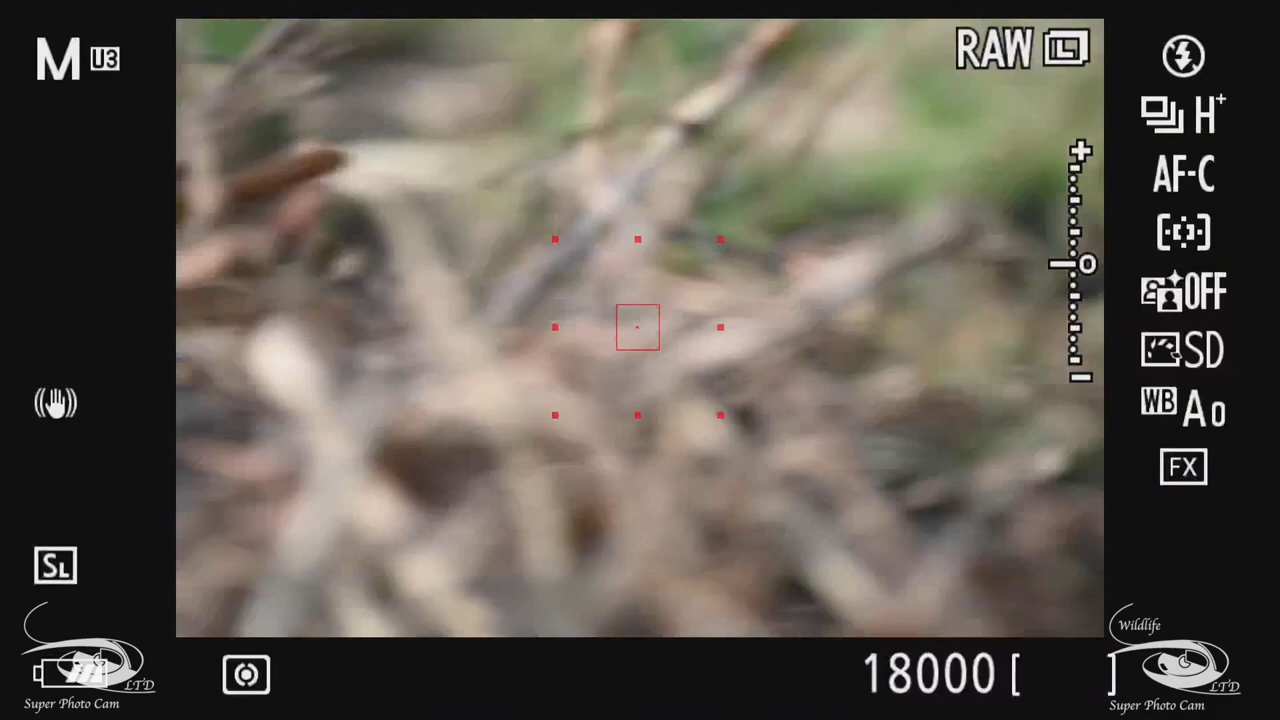 M U3
RAW L
H+
AF-C
+
0
OFF
SD
WB A0
FX
SL
18000 [ ]
LTD
Super Photo Cam
Wildlife
LTD
Super Photo Cam